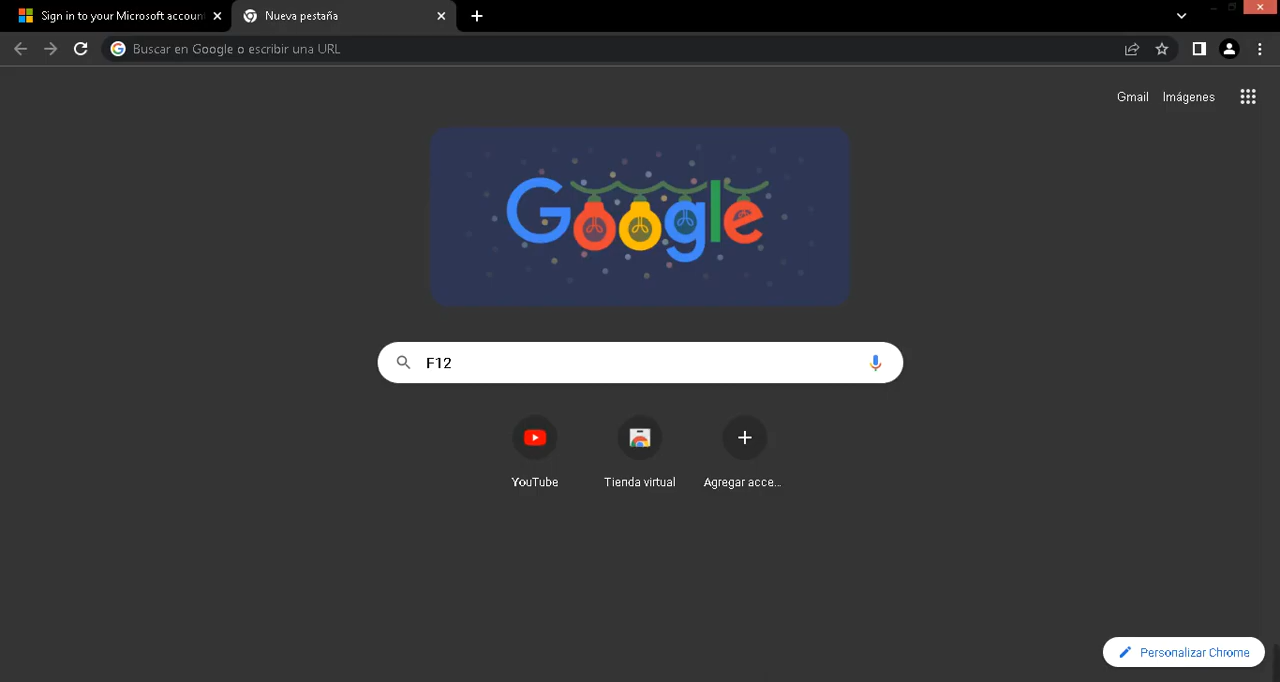 Sign in to your Microsoft accoun
Nueva pestaña
Buscar en Google o escribir una URL
Gmail
Imágenes
Google
F12
YouTube
Tienda virtual
Agregar acce...
Personalizar Chrome